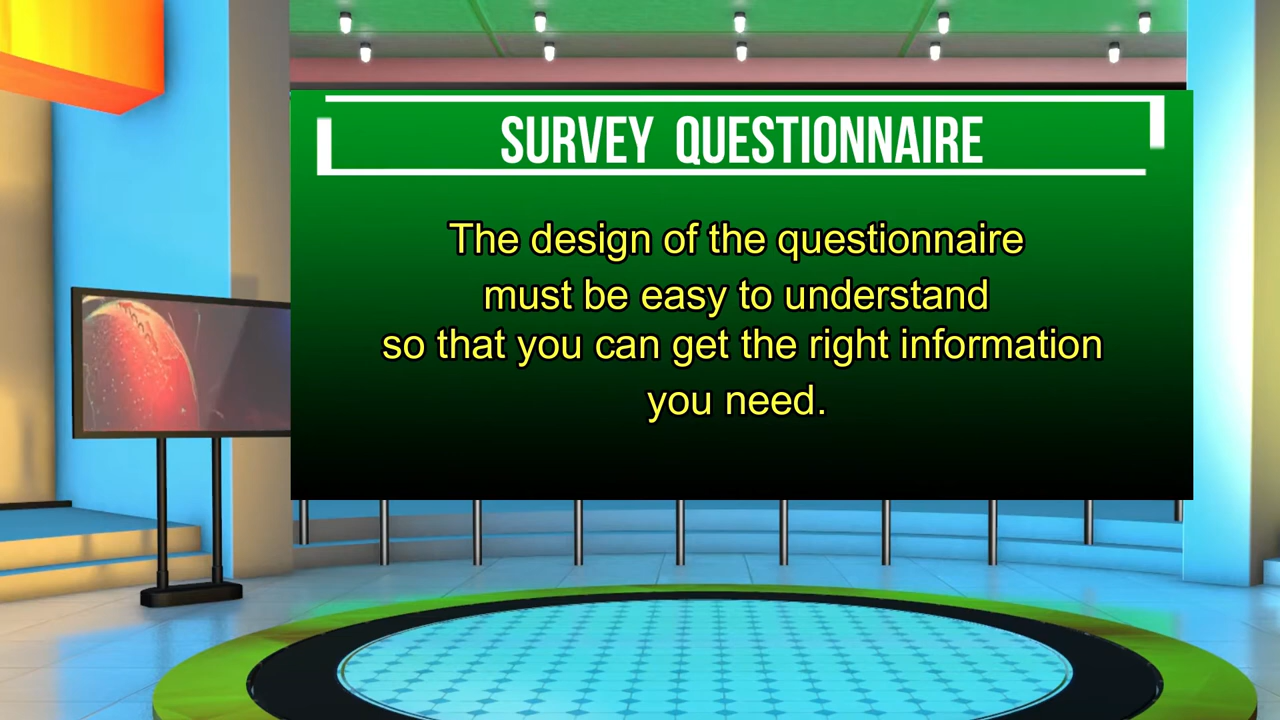 SURVEY QUESTIONNAIRE
The design of the questionnaire
must be easy to understand
so that you can get the right information
you need.